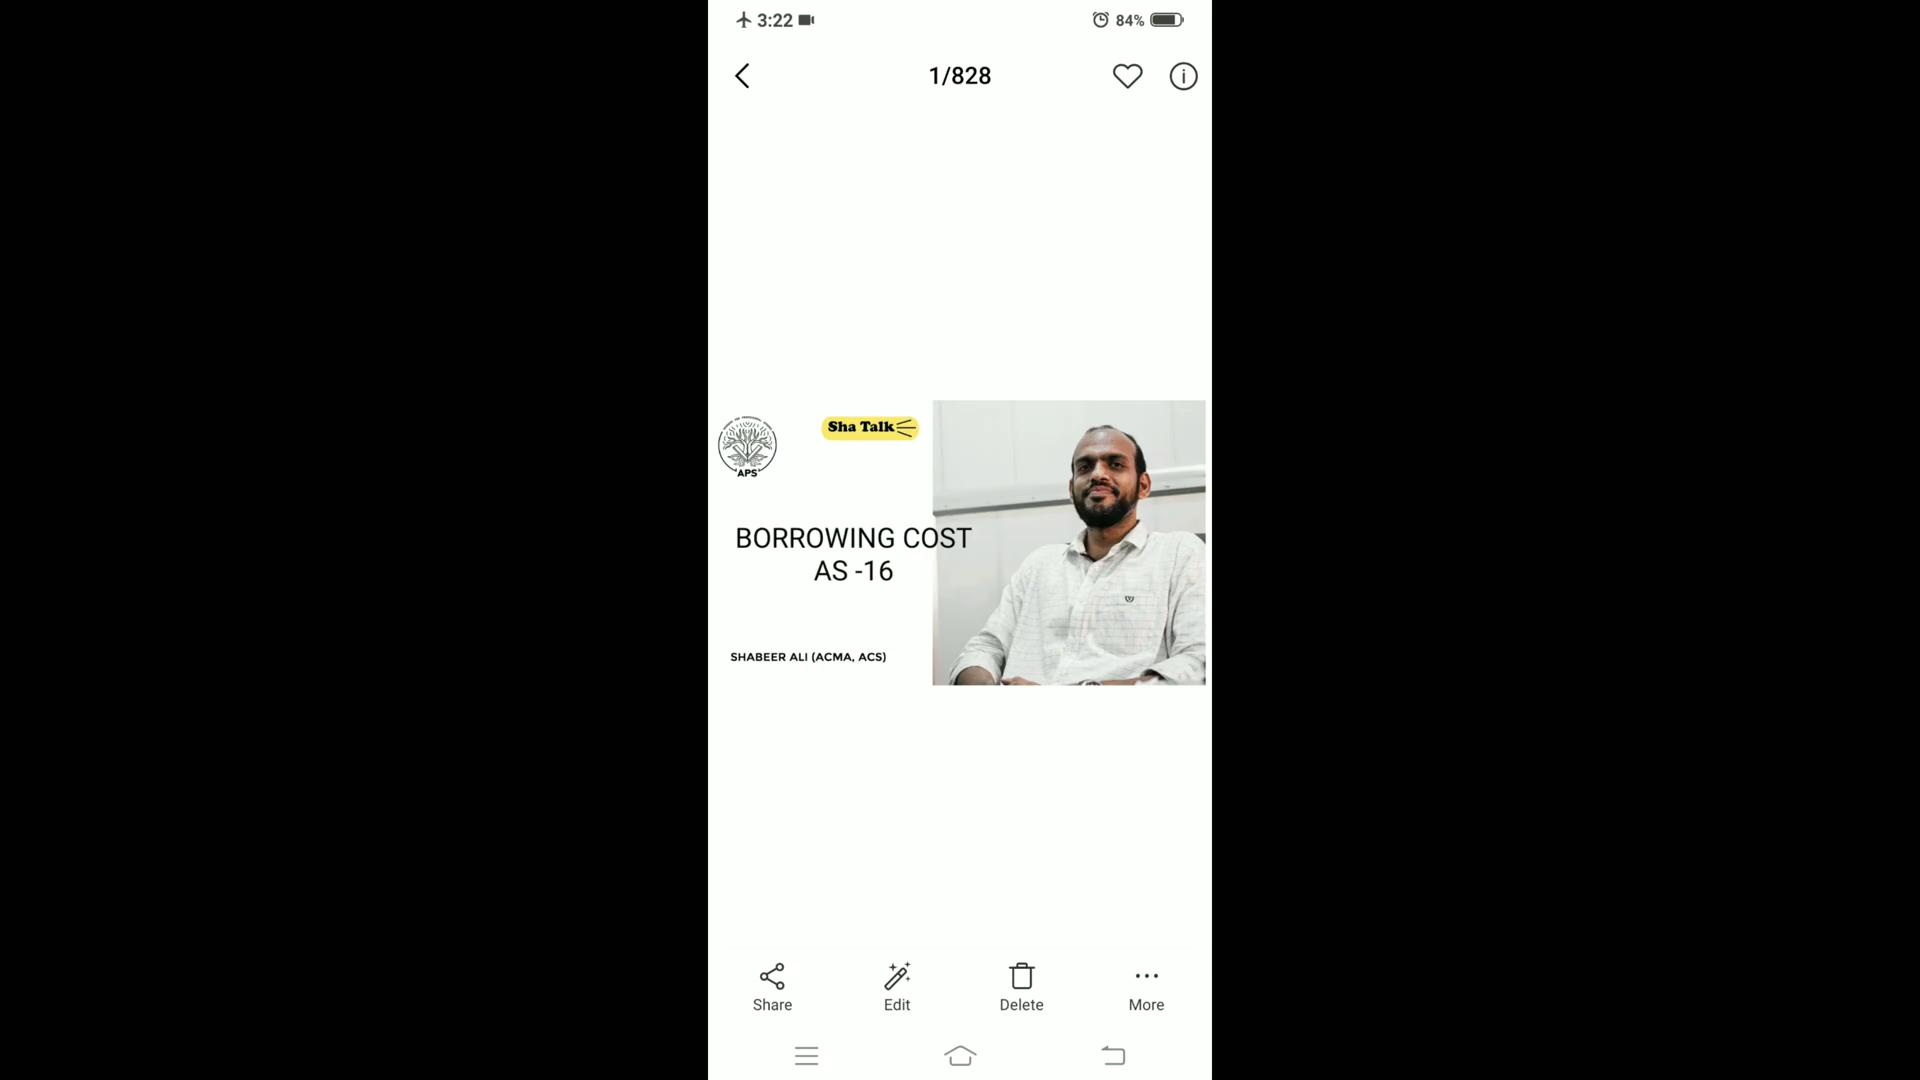 3:22
84%
1/828
Sha Talk
APS
BORROWING COST
AS -16
SHABEER ALI (ACMA, ACS)
Share
Edit
Delete
More